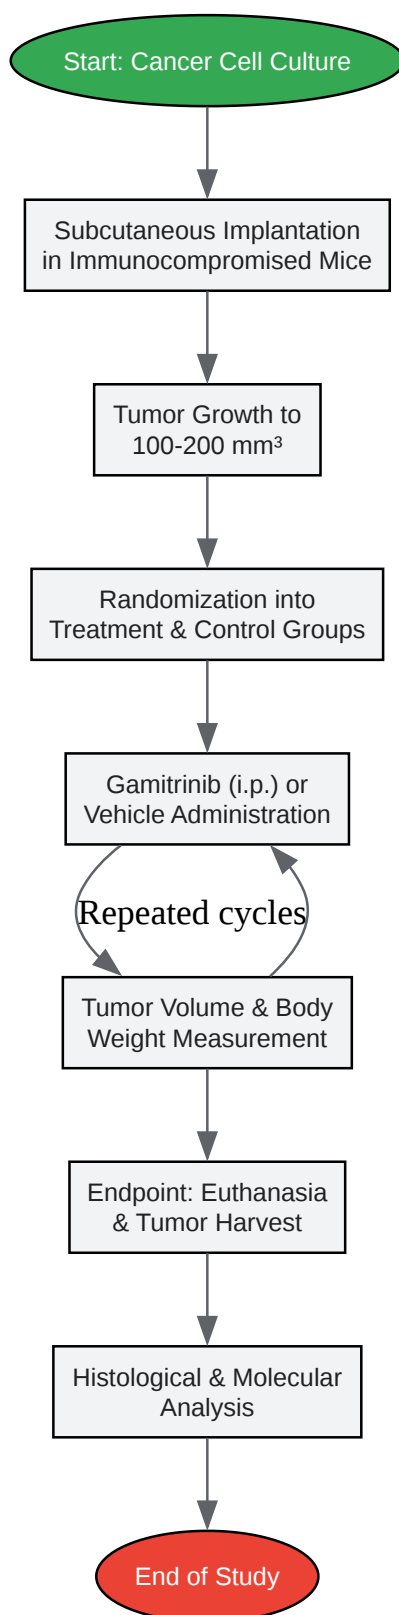 Start: Cancer Cell Culture
Subcutaneous Implantation
in Immunocompromised Mice
Tumor Growth to
100-200 mm³
Randomization into
Treatment & Control Groups
Gamitrinib (i.p.) or
Vehicle Administration
Repeated cycles
Tumor Volume & Body
Weight Measurement
Endpoint: Euthanasia
& Tumor Harvest
Histological & Molecular
Analysis
End of Study